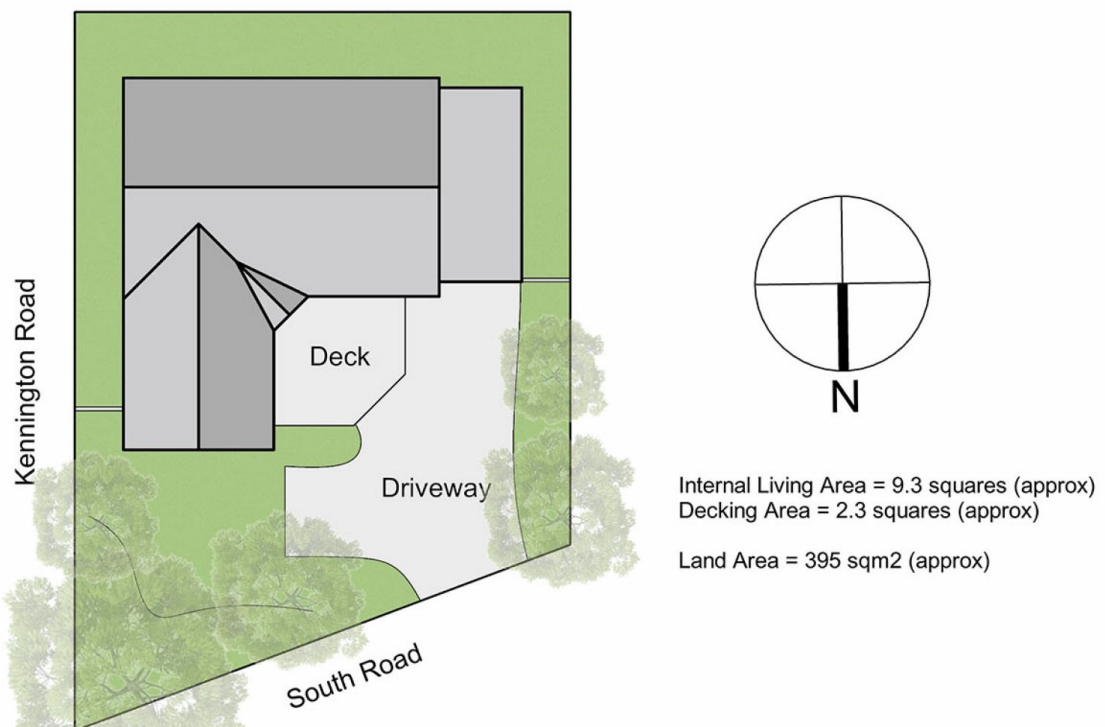 Kennington Road
Deck
Driveway
South Road
N
Internal Living Area = 9.3 squares (approx)
Decking Area = 2.3 squares (approx)
Land Area = 395 sqm2 (approx)